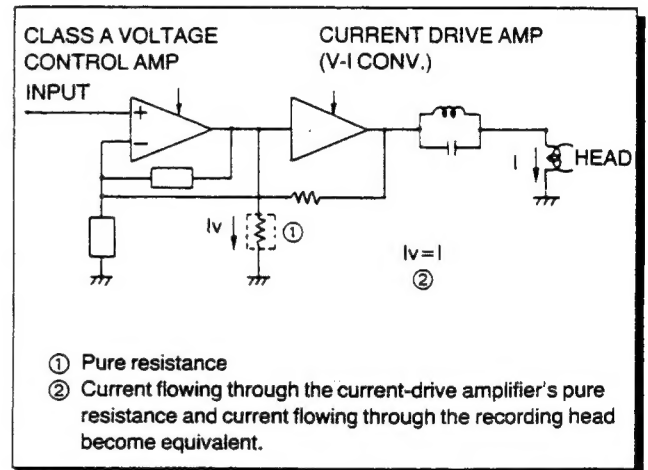 CLASS A VOLTAGE
CONTROL AMP
CURRENT DRIVE AMP
(V-I CONV.)
INPUT
+
−
HEAD
I
Iv
①
Iv=I
②
① Pure resistance
② Current flowing through the current-drive amplifier's pure
resistance and current flowing through the recording head
become equivalent.